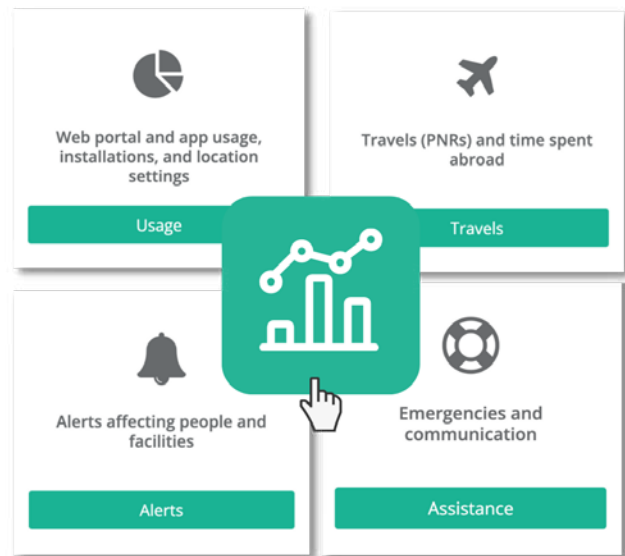 Web portal and app usage,
installations, and location
settings
Usage
Travels (PNRs) and time spent
abroad
Travels
Alerts affecting people and
facilities
Alerts
Emergencies and
communication
Assistance